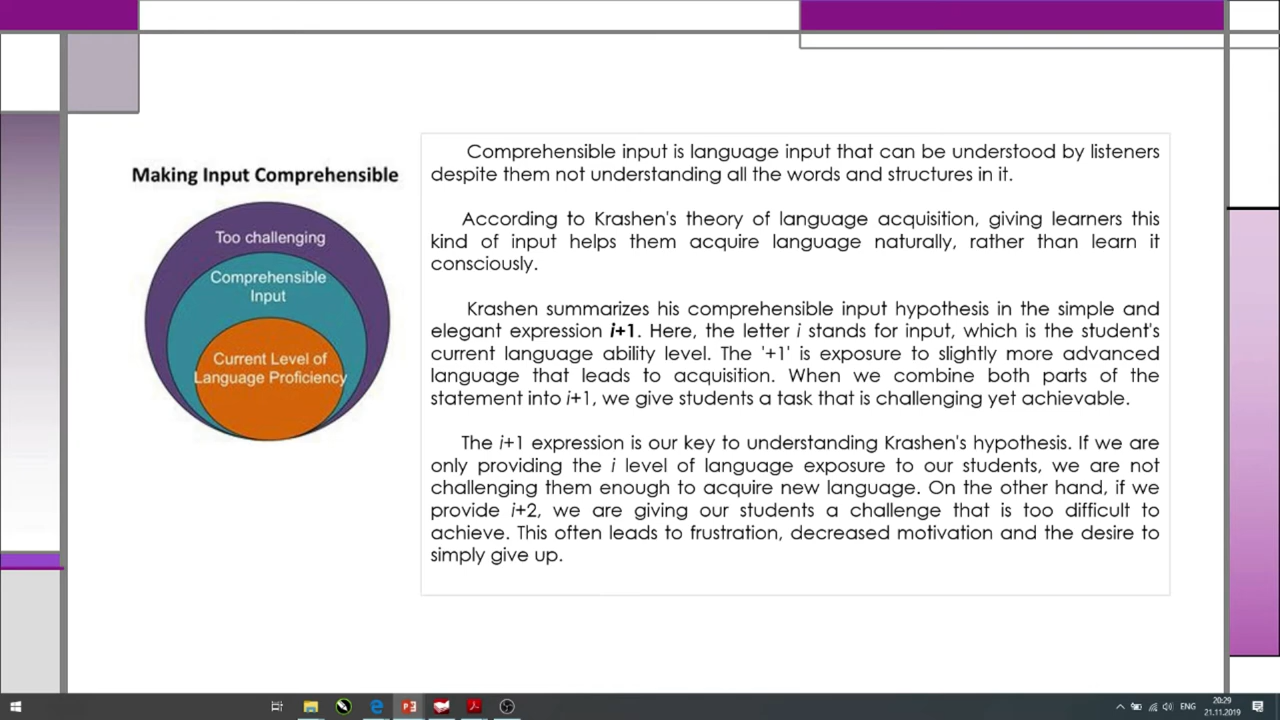 Making Input Comprehensible
Too challenging
Comprehensible
Input
Current Level of
Language Proficiency
Comprehensible input is language input that can be understood by listeners
despite them not understanding all the words and structures in it.
According to Krashen's theory of language acquisition, giving learners this
kind of input helps them acquire language naturally, rather than learn it
consciously.
Krashen summarizes his comprehensible input hypothesis in the simple and
elegant expression i+1. Here, the letter i stands for input, which is the student's
current language ability level. The '+1' is exposure to slightly more advanced
language that leads to acquisition. When we combine both parts of the
statement into i+1, we give students a task that is challenging yet achievable.
The i+1 expression is our key to understanding Krashen's hypothesis. If we are
only providing the i level of language exposure to our students, we are not
challenging them enough to acquire new language. On the other hand, if we
provide i+2, we are giving our students a challenge that is too difficult to
achieve. This often leads to frustration, decreased motivation and the desire to
simply give up.
ENG
20:29
21.11.2019